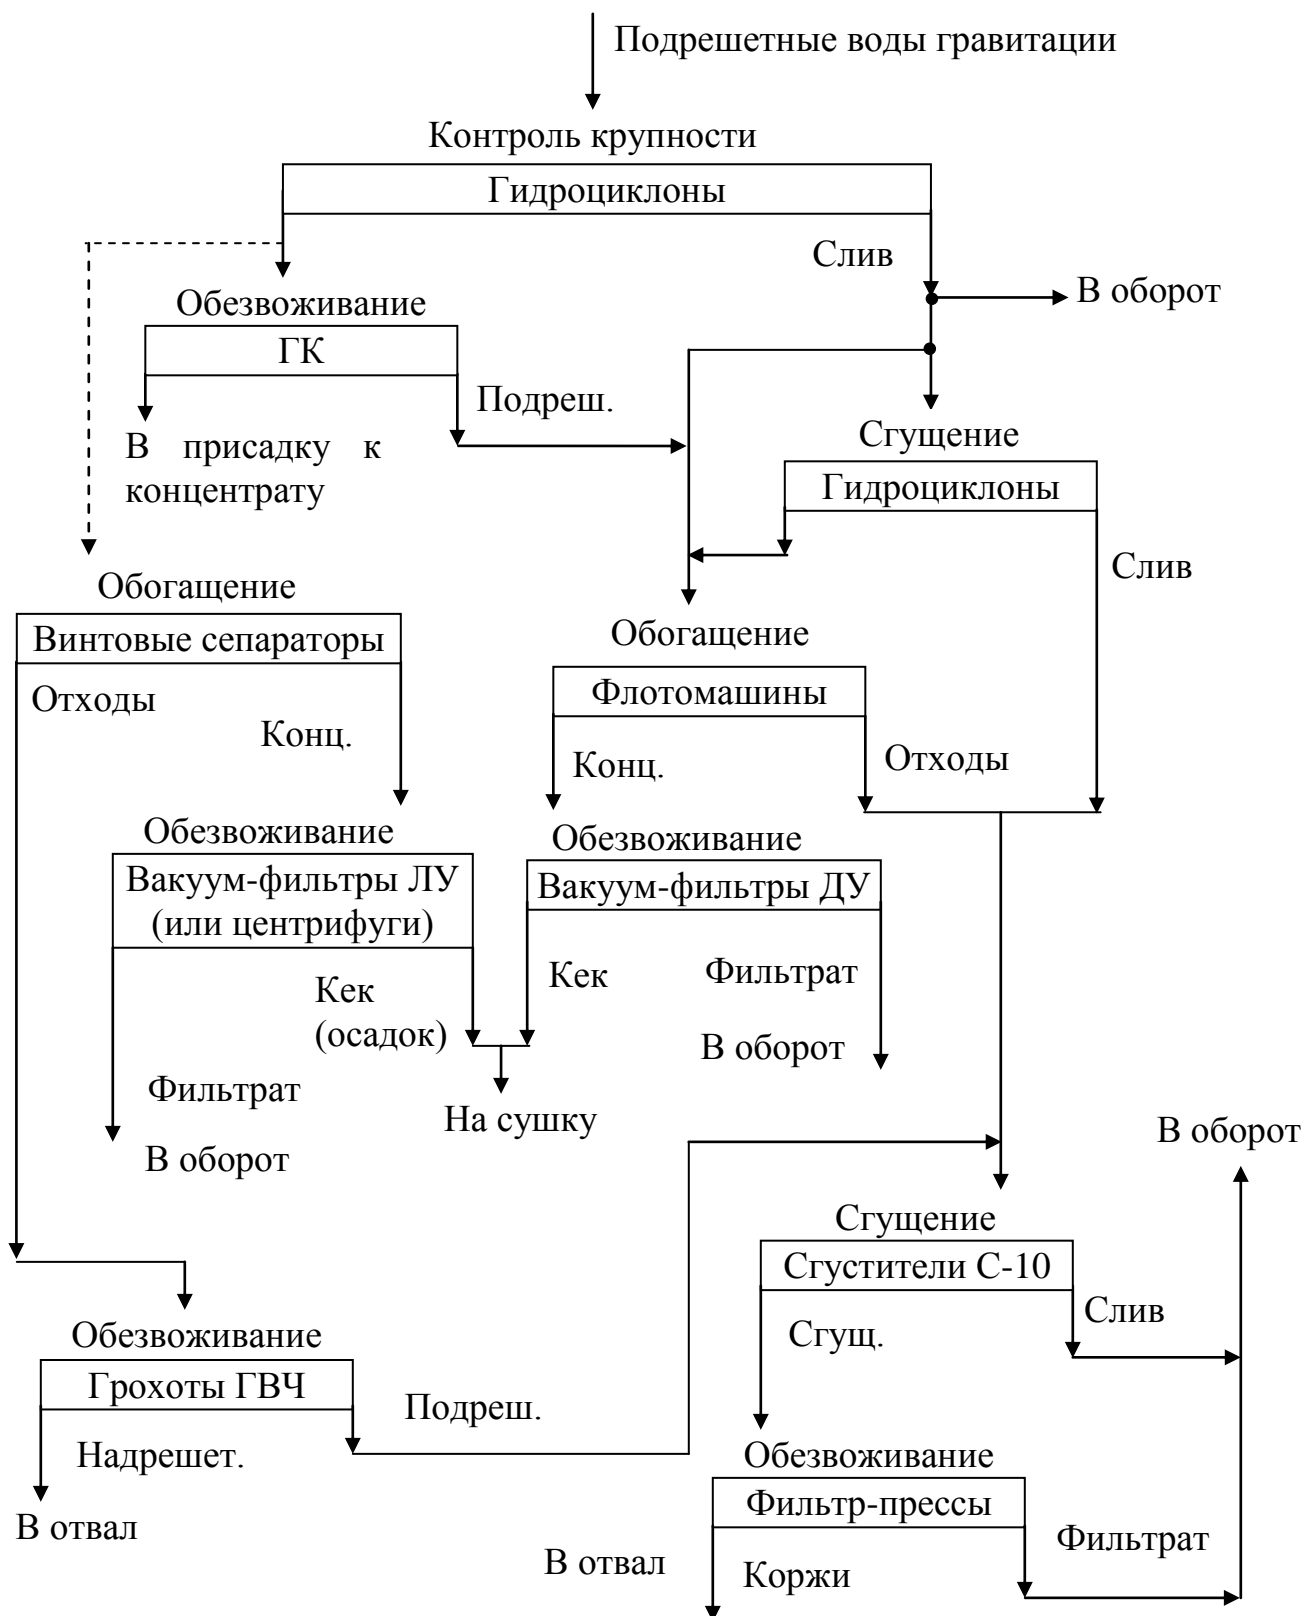 Подрешетные воды гравитации
Контроль крупности
Гидроциклоны
Слив
В оборот
Обезвоживание
ГК
Подреш.
В присадку к
концентрату
Сгущение
Гидроциклоны
Слив
Обогащение
Винтовые сепараторы
Отходы
Конц.
Обогащение
Флотомашины
Конц.
Отходы
Обезвоживание
Вакуум-фильтры ЛУ
(или центрифуги)
Кек
(осадок)
Фильтрат
В оборот
Обезвоживание
Вакуум-фильтры ДУ
Кек
Фильтрат
В оборот
На сушку
В оборот
Сгущение
Сгустители С-10
Слив
Сгущ.
Обезвоживание
Грохоты ГВЧ
Подреш.
Надрешет.
В отвал
Обезвоживание
Фильтр-прессы
Фильтрат
В отвал
Коржи